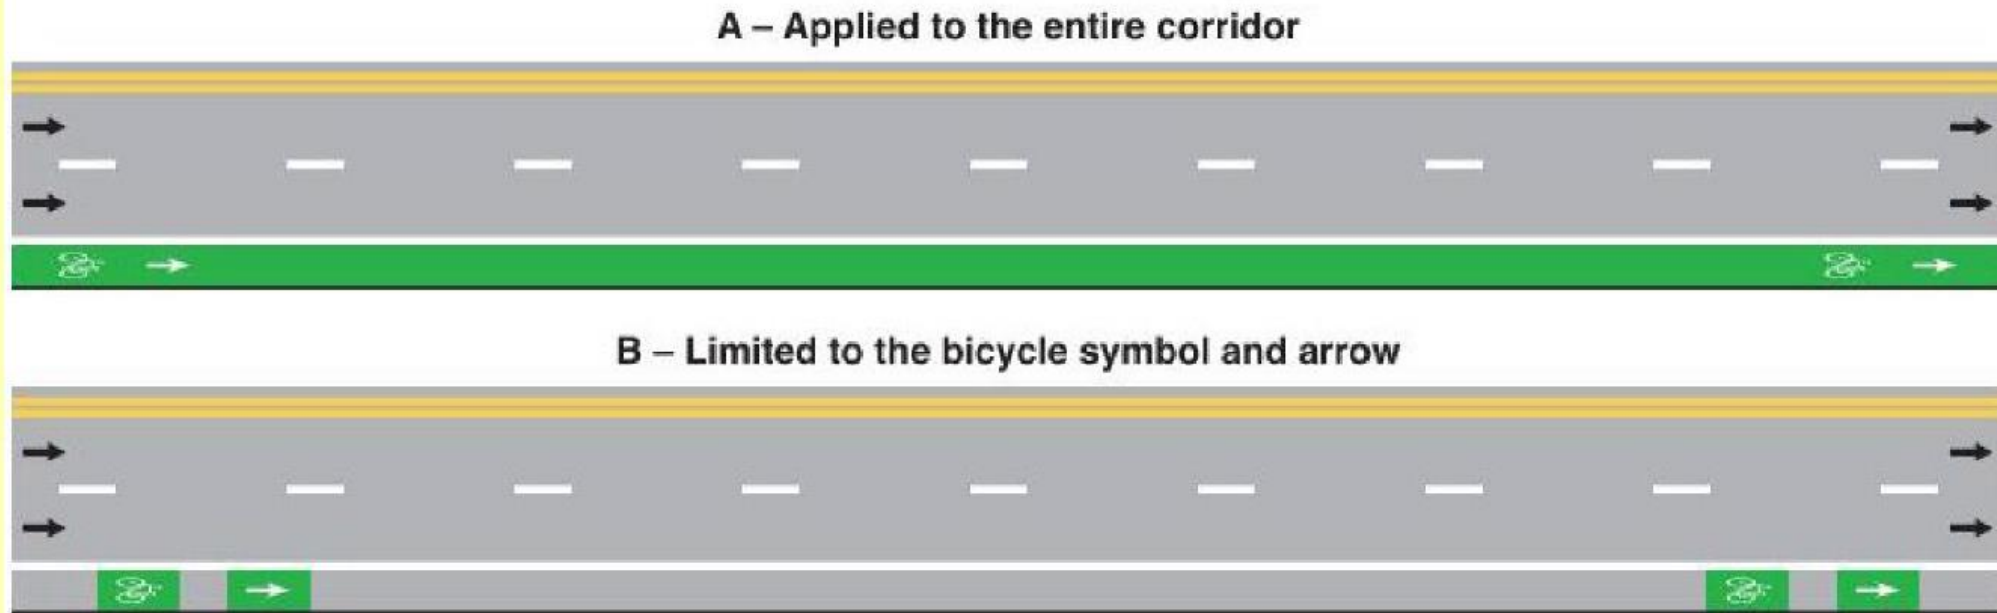 A – Applied to the entire corridor
B – Limited to the bicycle symbol and arrow